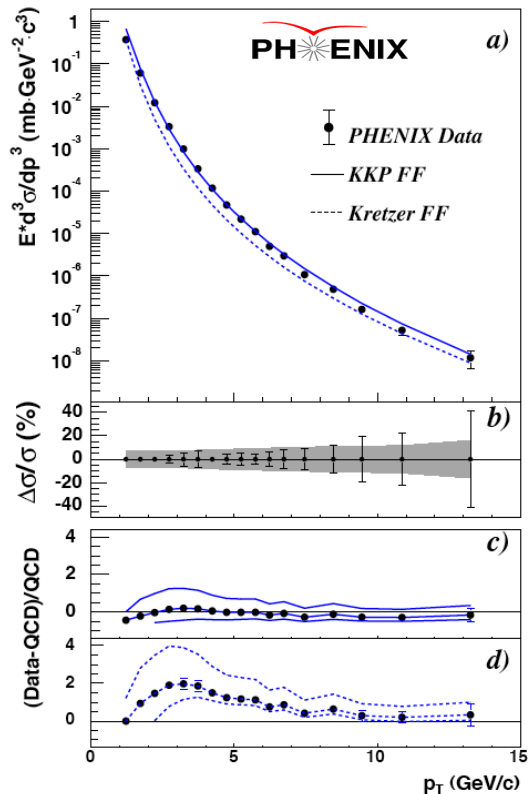 PHENIX
a)
E*d³σ/dp³ (mb·GeV⁻²·c³)
1
10⁻¹
10⁻²
10⁻³
10⁻⁴
10⁻⁵
10⁻⁶
10⁻⁷
10⁻⁸
PHENIX Data
KKP FF
Kretzer FF
b)
Δσ/σ (%)
40
20
0
-20
-40
c)
(Data-QCD)/QCD
4
2
0
d)
4
2
0
0 5 10 15
p_T (GeV/c)